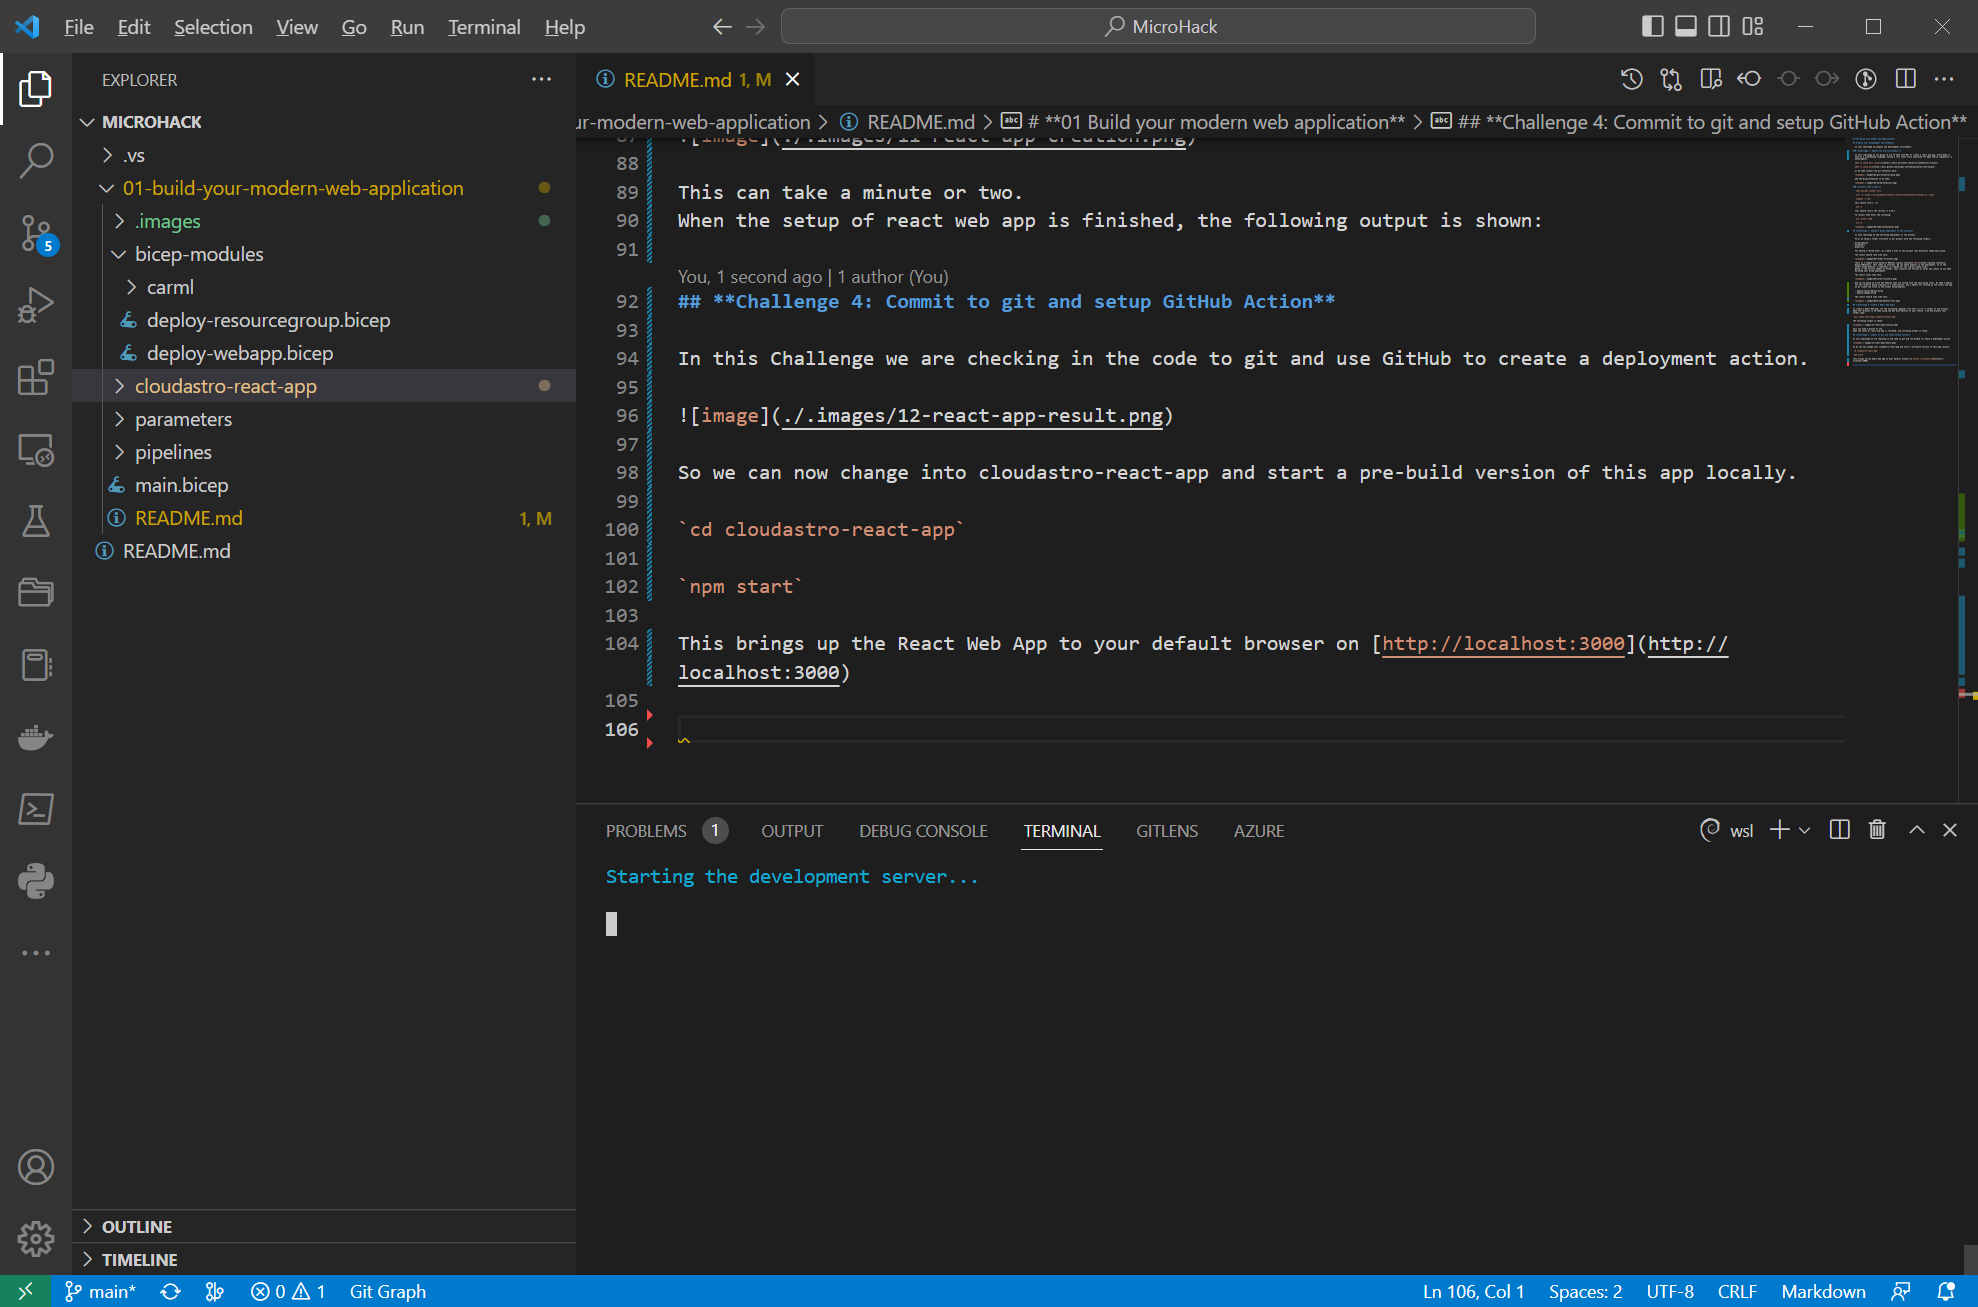 File Edit Selection View Go Run Terminal Help
MicroHack
EXPLORER
README.md 1, M
MICROHACK
ur-modern-web-application > README.md > # **01 Build your modern web application** > ## **Challenge 4: Commit to git and setup GitHub Action**
.vs
01-build-your-modern-web-application
.images
bicep-modules
carml
deploy-resourcegroup.bicep
deploy-webapp.bicep
cloudastro-react-app
parameters
pipelines
main.bicep
README.md 1, M
README.md
OUTLINE
TIMELINE
5
87 ![image](./.images/11-react-app-creation.png)
88
89 This can take a minute or two.
90 When the setup of react web app is finished, the following output is shown:
91
You, 1 second ago | 1 author (You)
92 ## **Challenge 4: Commit to git and setup GitHub Action**
93
94 In this Challenge we are checking in the code to git and use GitHub to create a deployment action.
95
96 ![image](./.images/12-react-app-result.png)
97
98 So we can now change into cloudastro-react-app and start a pre-build version of this app locally.
99
100 `cd cloudastro-react-app`
101
102 `npm start`
103
104 This brings up the React Web App to your default browser on [http://localhost:3000](http://
localhost:3000)
105
106
PROBLEMS 1 OUTPUT DEBUG CONSOLE TERMINAL GITLENS AZURE
wsl
Starting the development server...
main* 0 1 Git Graph
Ln 106, Col 1 Spaces: 2 UTF-8 CRLF Markdown